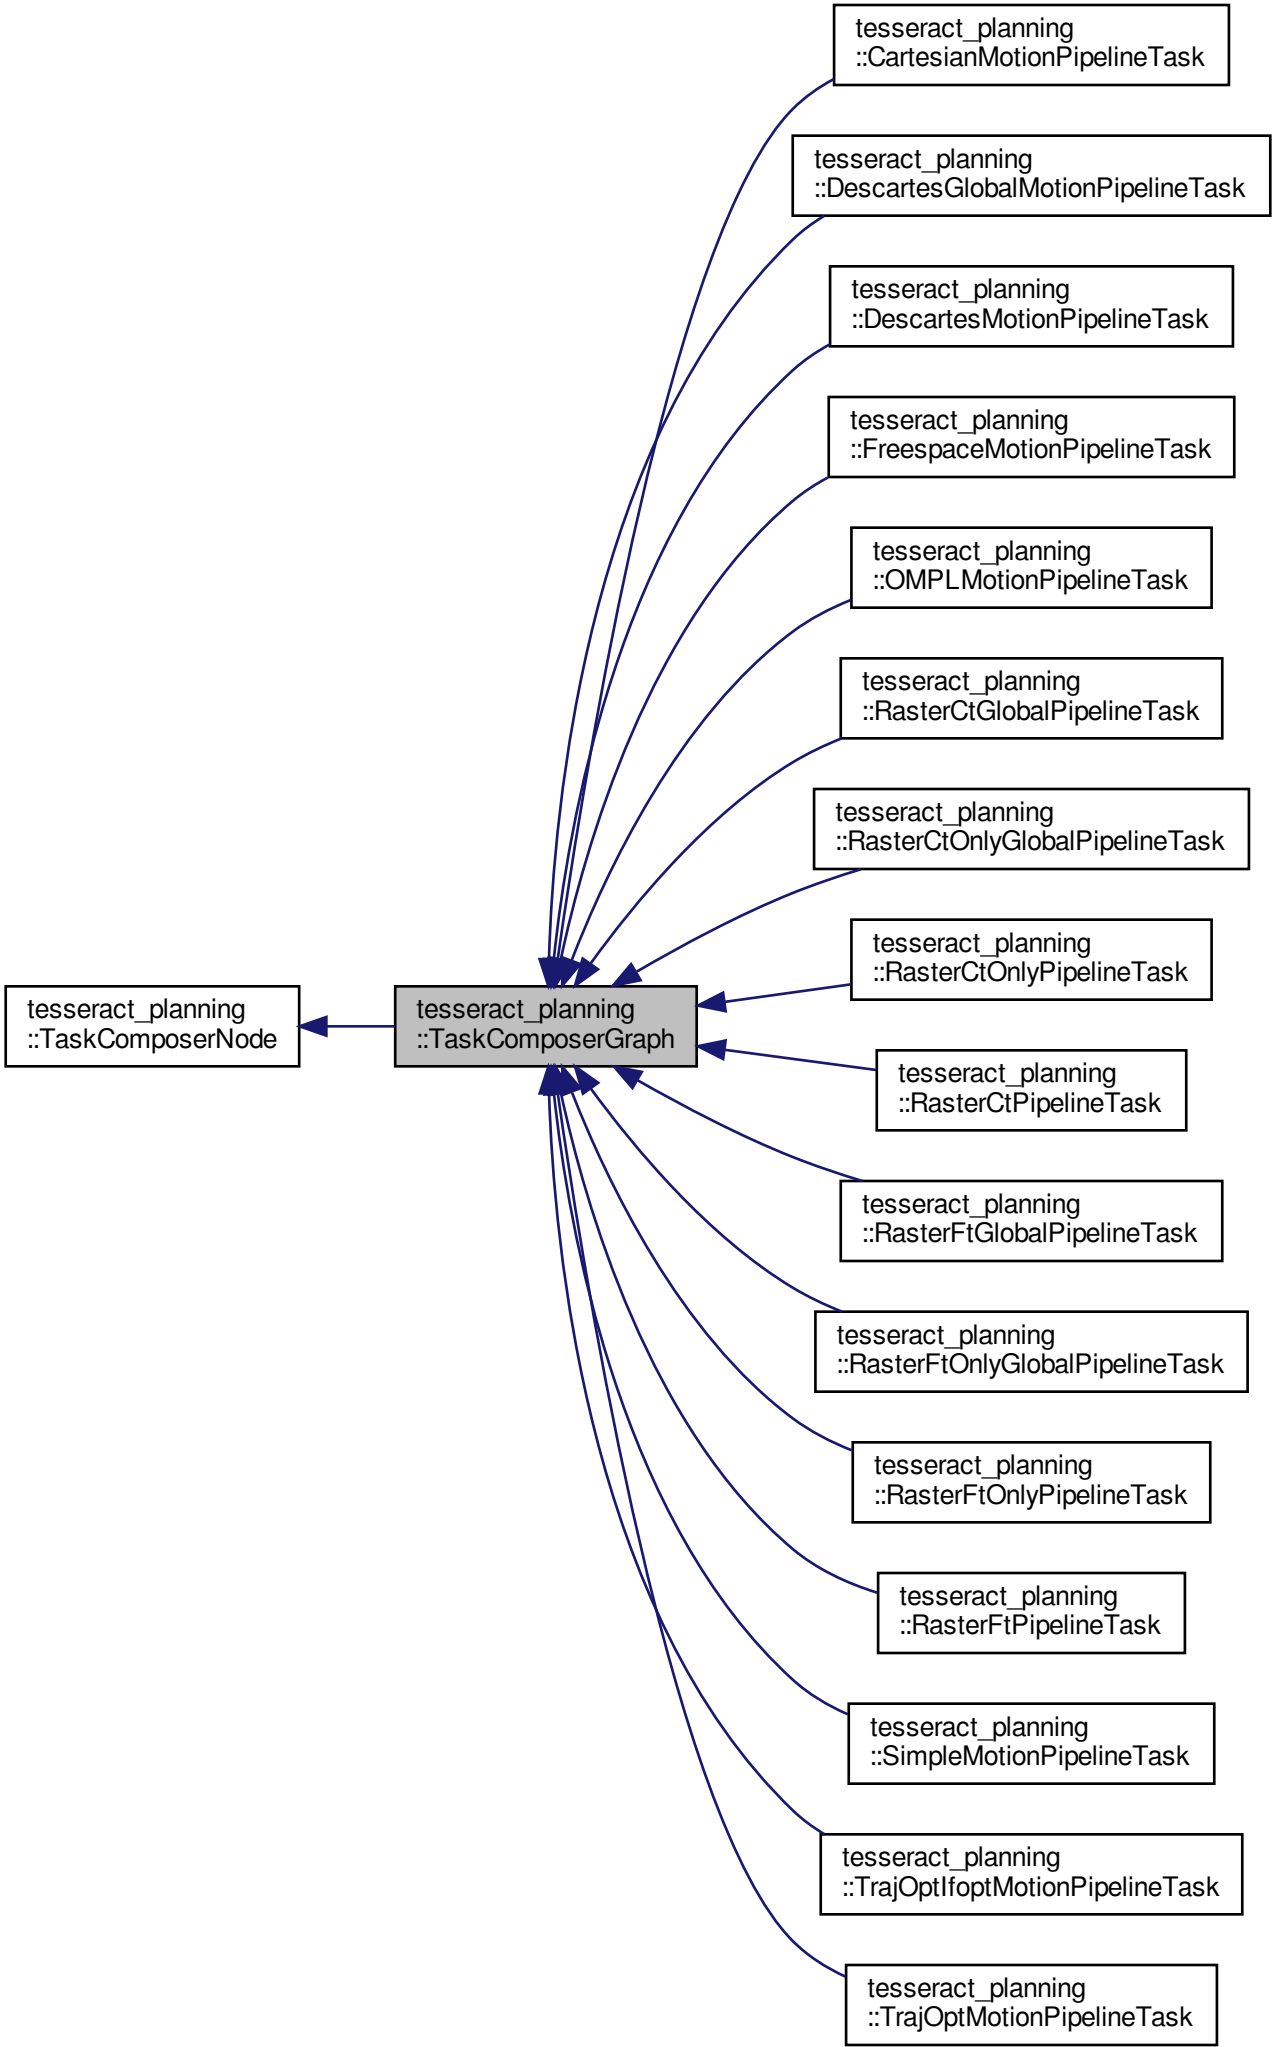 tesseract_planning
::CartesianMotionPipelineTask
tesseract_planning
::DescartesGlobalMotionPipelineTask
tesseract_planning
::DescartesMotionPipelineTask
tesseract_planning
::FreespaceMotionPipelineTask
tesseract_planning
::OMPLMotionPipelineTask
tesseract_planning
::RasterCtGlobalPipelineTask
tesseract_planning
::RasterCtOnlyGlobalPipelineTask
tesseract_planning
::RasterCtOnlyPipelineTask
tesseract_planning
::TaskComposerNode
tesseract_planning
::TaskComposerGraph
tesseract_planning
::RasterCtPipelineTask
tesseract_planning
::RasterFtGlobalPipelineTask
tesseract_planning
::RasterFtOnlyGlobalPipelineTask
tesseract_planning
::RasterFtOnlyPipelineTask
tesseract_planning
::RasterFtPipelineTask
tesseract_planning
::SimpleMotionPipelineTask
tesseract_planning
::TrajOptIfoptMotionPipelineTask
tesseract_planning
::TrajOptMotionPipelineTask